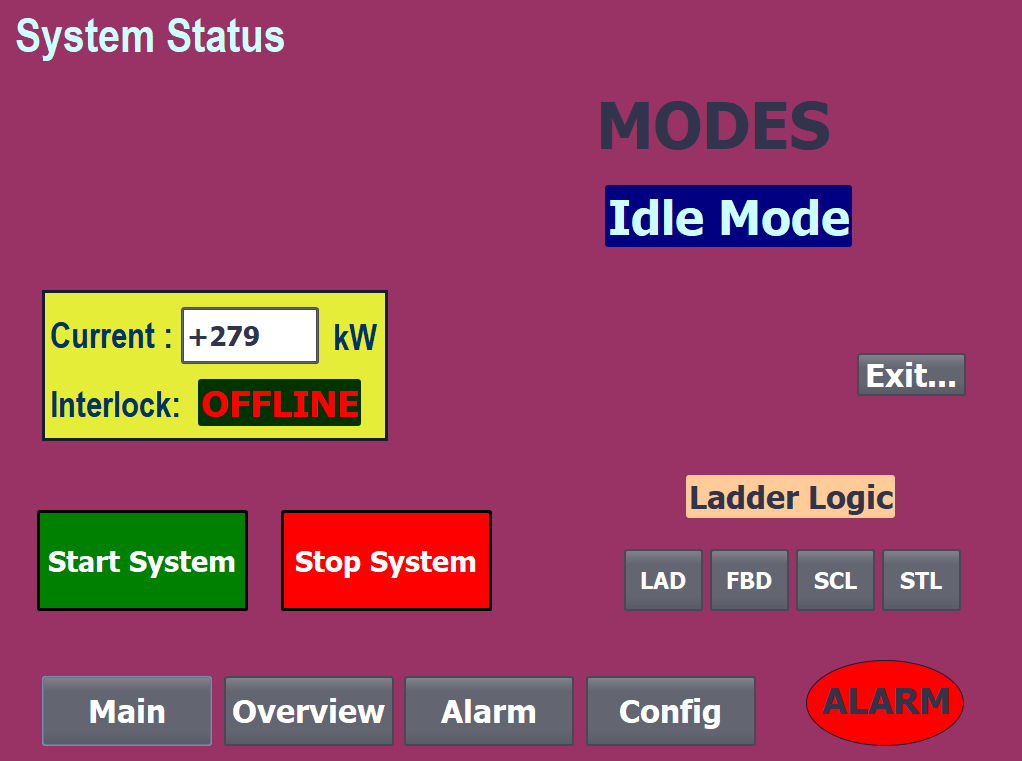 System Status
MODES
Idle Mode
Current : +279 kW
Interlock: OFFLINE
Exit...
Ladder Logic
Start System Stop System
LAD FBD SCL STL
Main Overview Alarm Config ALARM